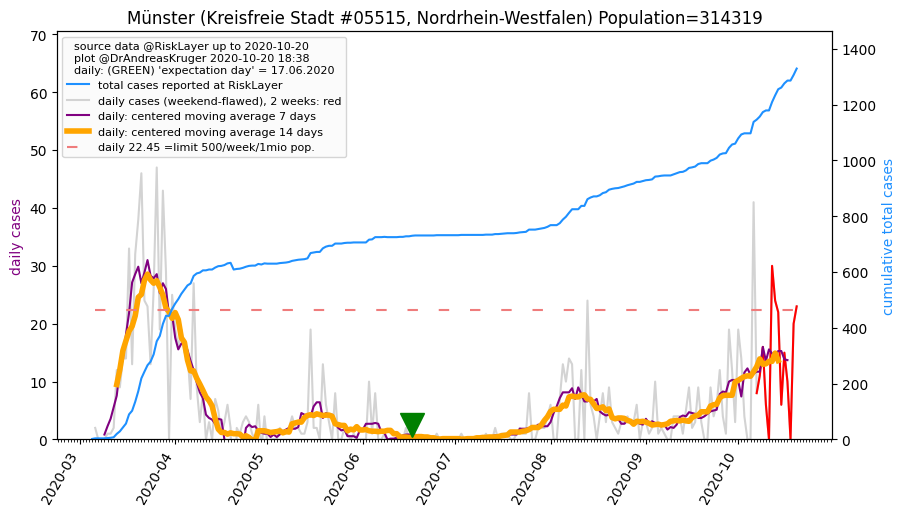 Münster (Kreisfreie Stadt #05515, Nordrhein-Westfalen) Population=314319
source data @RiskLayer up to 2020-10-20
plot @DrAndreasKruger 2020-10-20 18:38
daily: (GREEN) 'expectation day' = 17.06.2020
total cases reported at RiskLayer
daily cases (weekend-flawed), 2 weeks: red
daily: centered moving average 7 days
daily: centered moving average 14 days
daily 22.45 =limit 500/week/1mio pop.
daily cases
70
60
50
40
30
20
10
0
1400
1200
1000
800
600
400
200
0
cumulative total cases
2020-03
2020-04
2020-05
2020-06
2020-07
2020-08
2020-09
2020-10